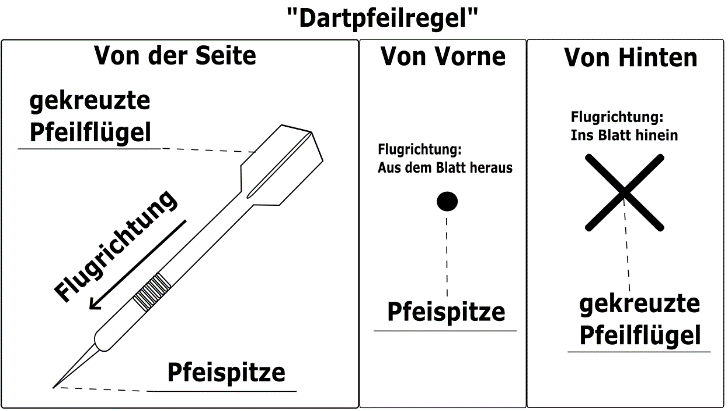 "Dartpfeilregel"
Von der Seite
gekreuzte
Pfeilflügel
Flugrichtung
Pfeispitze
Von Vorne
Flugrichtung:
Aus dem Blatt heraus
Pfeispitze
Von Hinten
Flugrichtung:
Ins Blatt hinein
gekreuzte
Pfeilflügel